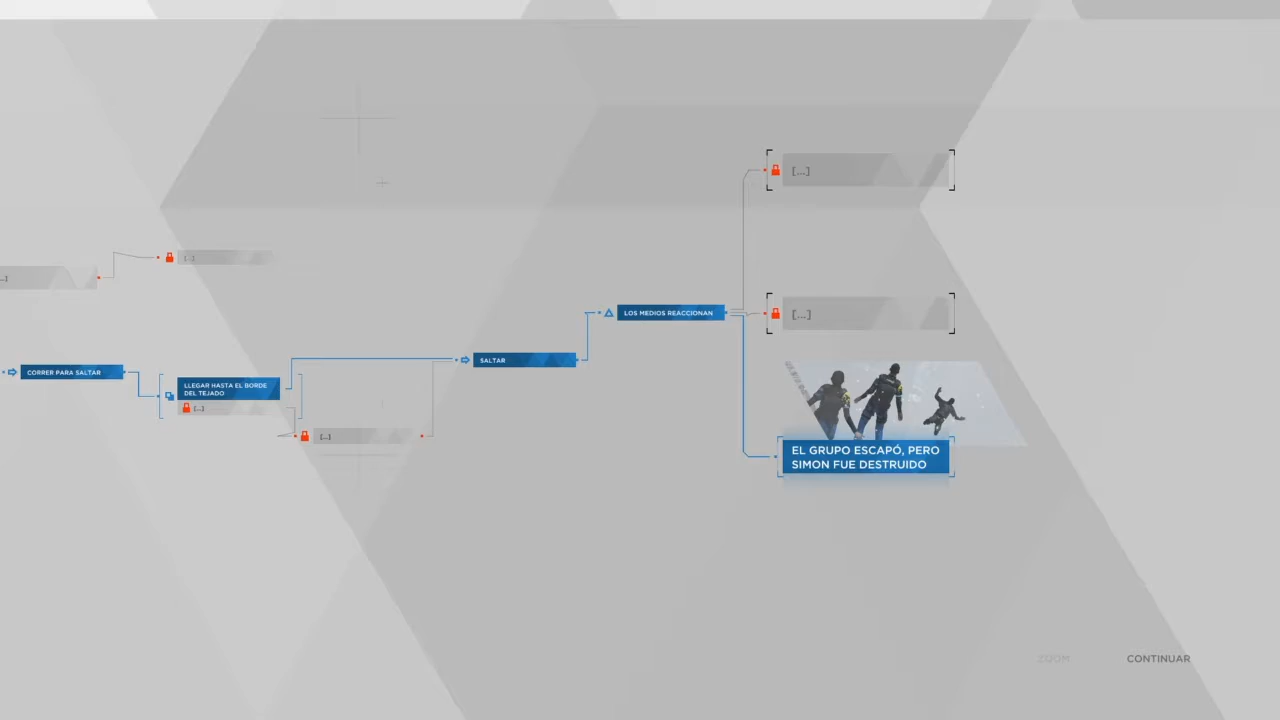 [...]
[...]
...]
[...]
LOS MEDIOS REACCIONAN
SALTAR
CORRER PARA SALTAR
LLEGAR HASTA EL BORDE
DEL TEJADO
[...]
[...]
EL GRUPO ESCAPÓ, PERO
SIMON FUE DESTRUIDO
ZOOM
CONTINUAR